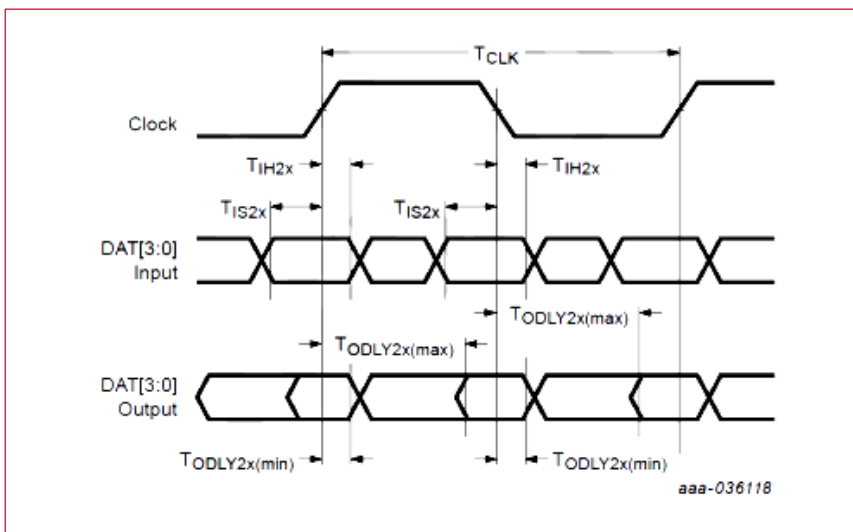 TCLK
Clock
TIH2x
TIH2x
TIS2x
TIS2x
DAT[3:0]
Input
TODLY2x(max)
TODLY2x(max)
DAT[3:0]
Output
TODLY2x(min)
TODLY2x(min)
aaa-036118